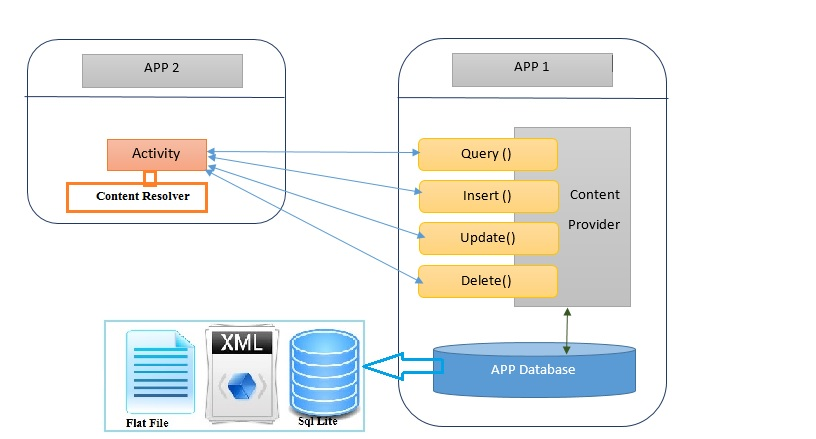 APP 2
APP 1
Activity
Content Resolver
Query ()
Insert ()
Update()
Delete()
Content
Provider
APP Database
XML
Flat File
Sql Lite